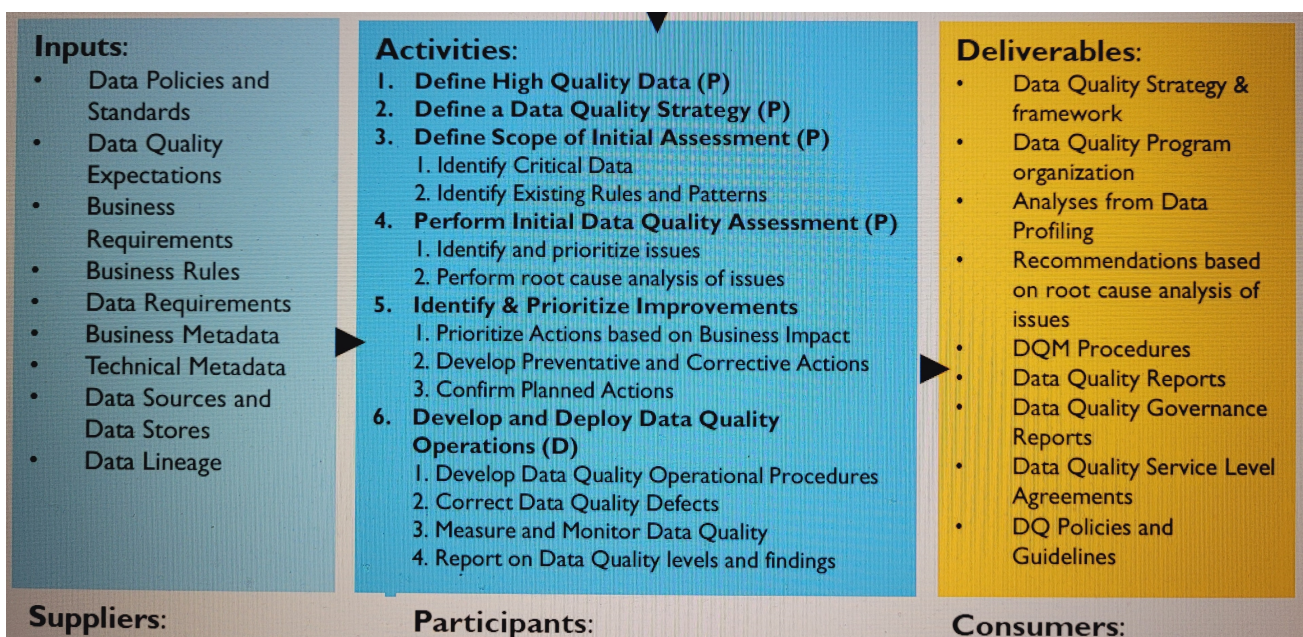 Inputs:
• Data Policies and
Standards
• Data Quality
Expectations
• Business
Requirements
• Business Rules
• Data Requirements
• Business Metadata
• Technical Metadata
• Data Sources and
Data Stores
• Data Lineage
Activities:
1. Define High Quality Data (P)
2. Define a Data Quality Strategy (P)
3. Define Scope of Initial Assessment (P)
1. Identify Critical Data
2. Identify Existing Rules and Patterns
4. Perform Initial Data Quality Assessment (P)
1. Identify and prioritize issues
2. Perform root cause analysis of issues
5. Identify & Prioritize Improvements
1. Prioritize Actions based on Business Impact
2. Develop Preventative and Corrective Actions
3. Confirm Planned Actions
6. Develop and Deploy Data Quality
Operations (D)
1. Develop Data Quality Operational Procedures
2. Correct Data Quality Defects
3. Measure and Monitor Data Quality
4. Report on Data Quality levels and findings
Deliverables:
• Data Quality Strategy &
framework
• Data Quality Program
organization
• Analyses from Data
Profiling
• Recommendations based
on root cause analysis of
issues
• DQM Procedures
• Data Quality Reports
• Data Quality Governance
Reports
• Data Quality Service Level
Agreements
• DQ Policies and
Guidelines
Suppliers:
Participants:
Consumers: